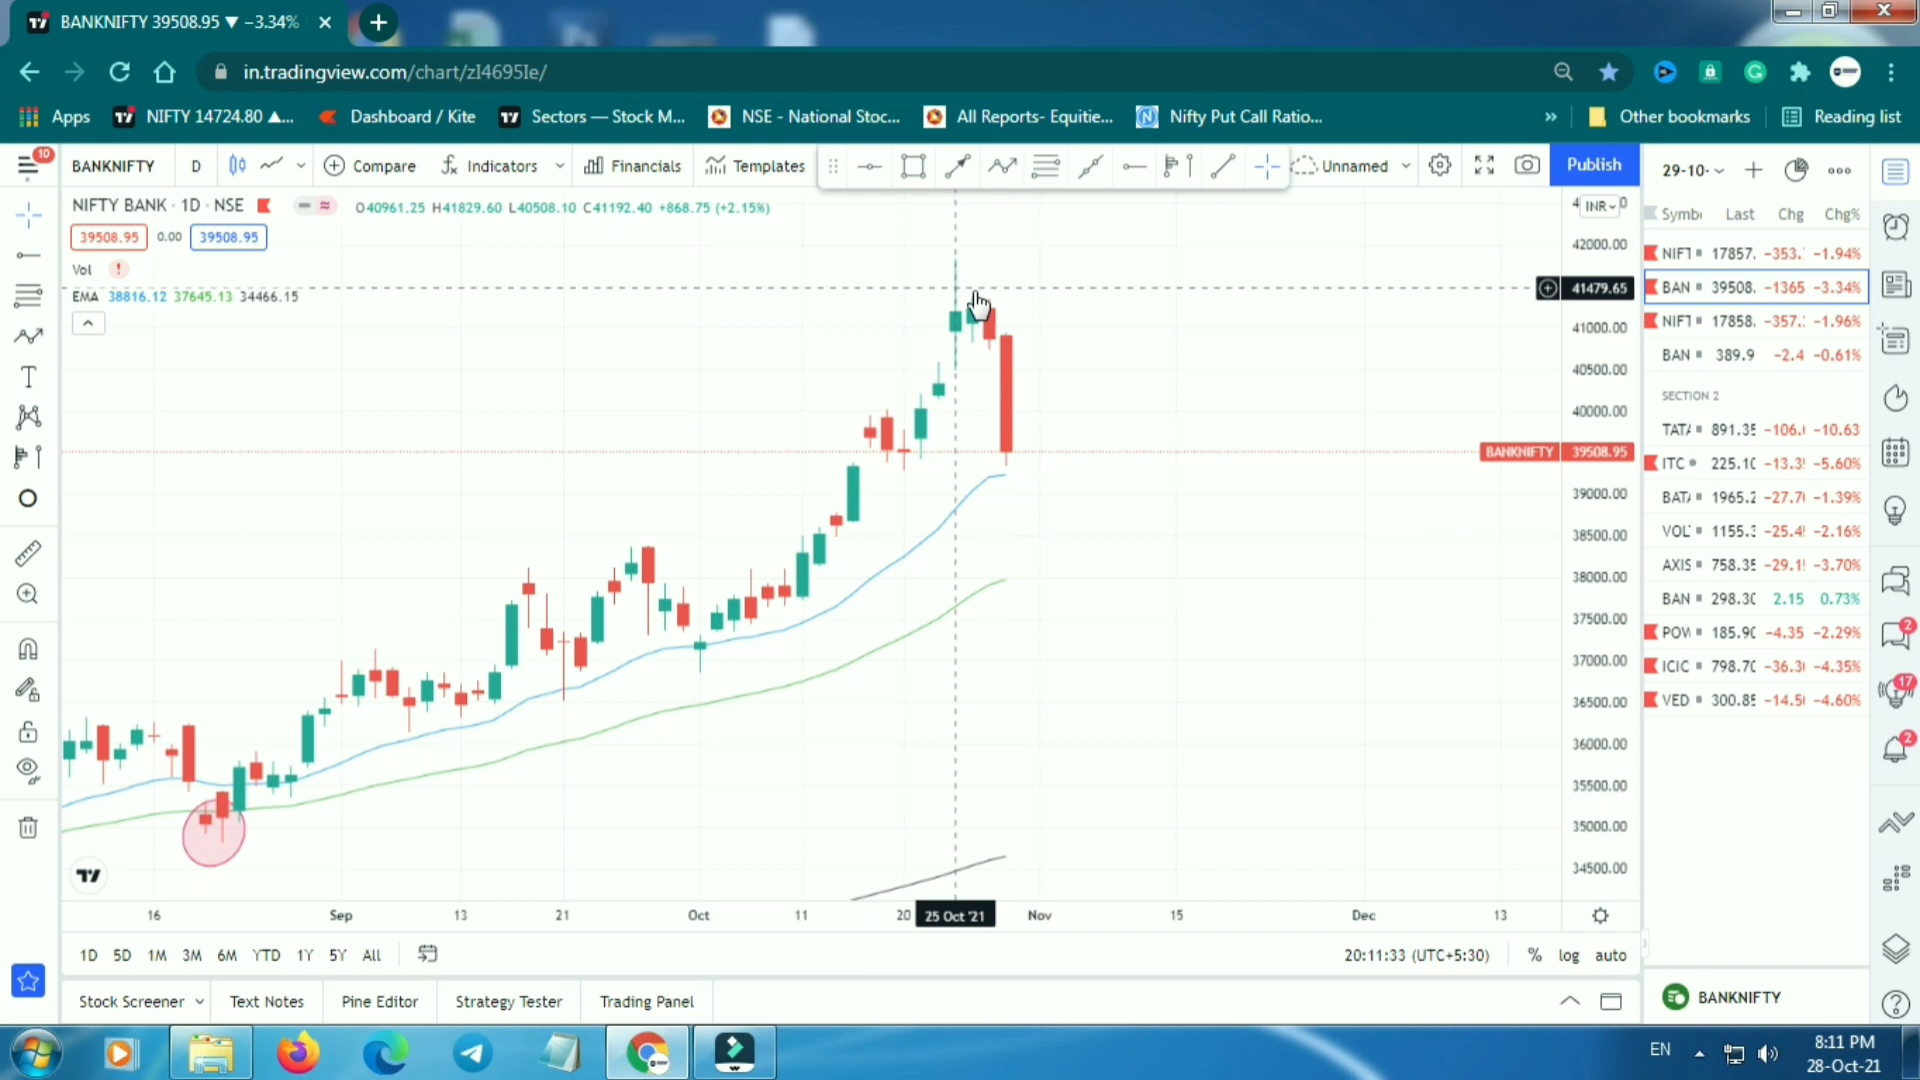 BANKNIFTY 39508.95 ▼ −3.34%
in.tradingview.com/chart/zI4695Ie/
Apps
NIFTY 14724.80 ▲...
Dashboard / Kite
Sectors — Stock M...
NSE - National Stoc...
All Reports- Equitie...
Nifty Put Call Ratio...
»
Other bookmarks
Reading list
10
BANKNIFTY
D
Compare
Indicators
Financials
Templates
Unnamed
Publish
29-10-
NIFTY BANK · 1D · NSE
O40961.25 H41829.60 L40508.10 C41192.40 +868.75 (+2.15%)
INR
Symb Last Chg Chg%
39508.95 0.00 39508.95
42000.00
Vol
EMA 38816.12 37645.13 34466.15
41479.65
41000.00
40500.00
40000.00
BANKNIFTY 39508.95
39000.00
38500.00
38000.00
37500.00
37000.00
36500.00
36000.00
35500.00
35000.00
34500.00
NIFT 17857. −353. −1.94%
BAN 39508. −1365 −3.34%
NIFT 17858. −357. −1.96%
BAN 389.9 −2.4 −0.61%
SECTION 2
TATA 891.35 −106. −10.63
ITC 225.10 −13.3 −5.60%
BATA 1965.2 −27.70 −1.39%
VOL 1155.3 −25.4 −2.16%
AXIS 758.35 −29.1 −3.70%
BAN 298.30 2.15 0.73%
POW 185.90 −4.35 −2.29%
ICIC 798.70 −36.3 −4.35%
VED 300.85 −14.5 −4.60%
2
17
2
16 Sep 13 21 Oct 11 20 25 Oct '21 Nov 15 Dec 13
1D 5D 1M 3M 6M YTD 1Y 5Y All
20:11:33 (UTC+5:30)
% log auto
Stock Screener
Text Notes
Pine Editor
Strategy Tester
Trading Panel
BANKNIFTY
EN
8:11 PM
28-Oct-21